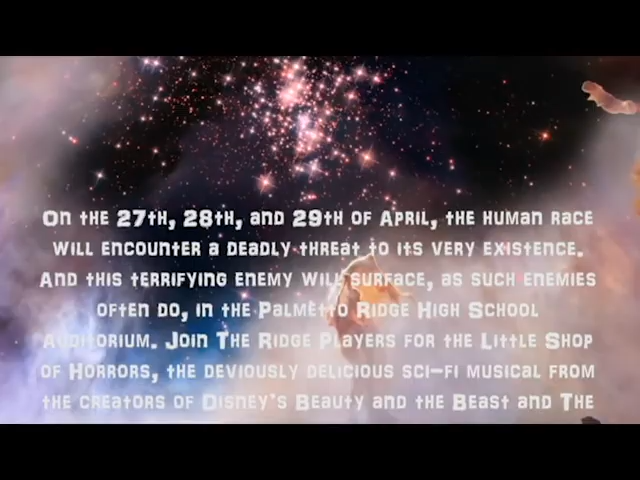 On the 27th, 28th, and 29th of April, the human race
will encounter a deadly threat to its very existence.
And this terrifying enemy will surface, as such enemies
often do, in the Palmetto Ridge High School
Auditorium. Join The Ridge Players for the Little Shop
of Horrors, the deviously delicious sci-fi musical from
the creators of Disney's Beauty and the Beast and The